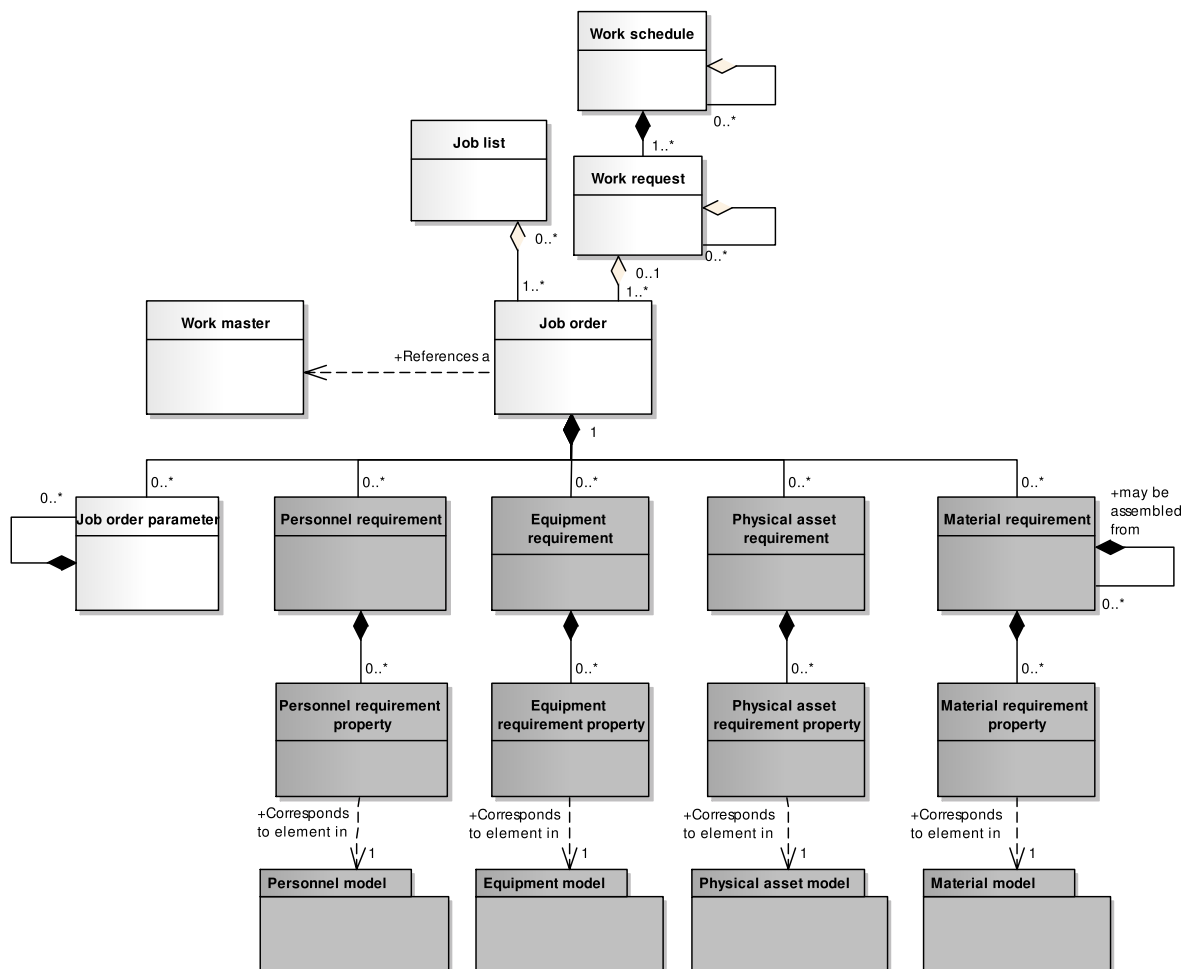 Work schedule
0..*
1..*
Job list
Work request
0..*
0..*
0..1
1..*
1..*
Work master
Job order
+References a
1
0..*
0..*
0..*
0..*
0..*
0..*
+may be
assembled
from
Job order parameter
Personnel requirement
Equipment
requirement
Physical asset
requirement
Material requirement
0..*
0..*
0..*
0..*
0..*
Personnel requirement
property
Equipment
requirement property
Physical asset
requirement property
Material requirement
property
+Corresponds
to element in
1
+Corresponds
to element in
1
+Corresponds
to element in
1
+Corresponds
to element in
1
Personnel model
Equipment model
Physical asset model
Material model